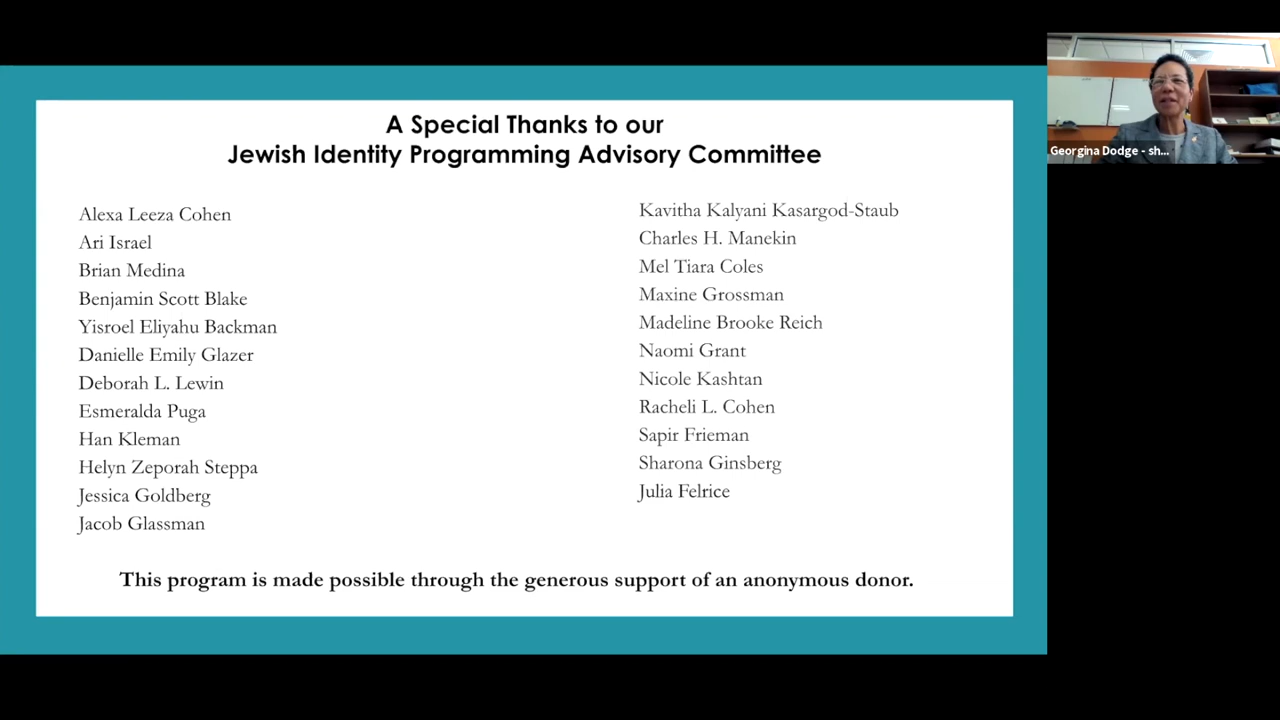 A Special Thanks to our
Jewish Identity Programming Advisory Committee
Alexa Leeza Cohen
Ari Israel
Brian Medina
Benjamin Scott Blake
Yisroel Eliyahu Backman
Danielle Emily Glazer
Deborah L. Lewin
Esmeralda Puga
Han Kleman
Helyn Zeporah Steppa
Jessica Goldberg
Jacob Glassman
Kavitha Kalyani Kasargod-Staub
Charles H. Manekin
Mel Tiara Coles
Maxine Grossman
Madeline Brooke Reich
Naomi Grant
Nicole Kashtan
Racheli L. Cohen
Sapir Frieman
Sharona Ginsberg
Julia Felrice
This program is made possible through the generous support of an anonymous donor.
Georgina Dodge - sh...